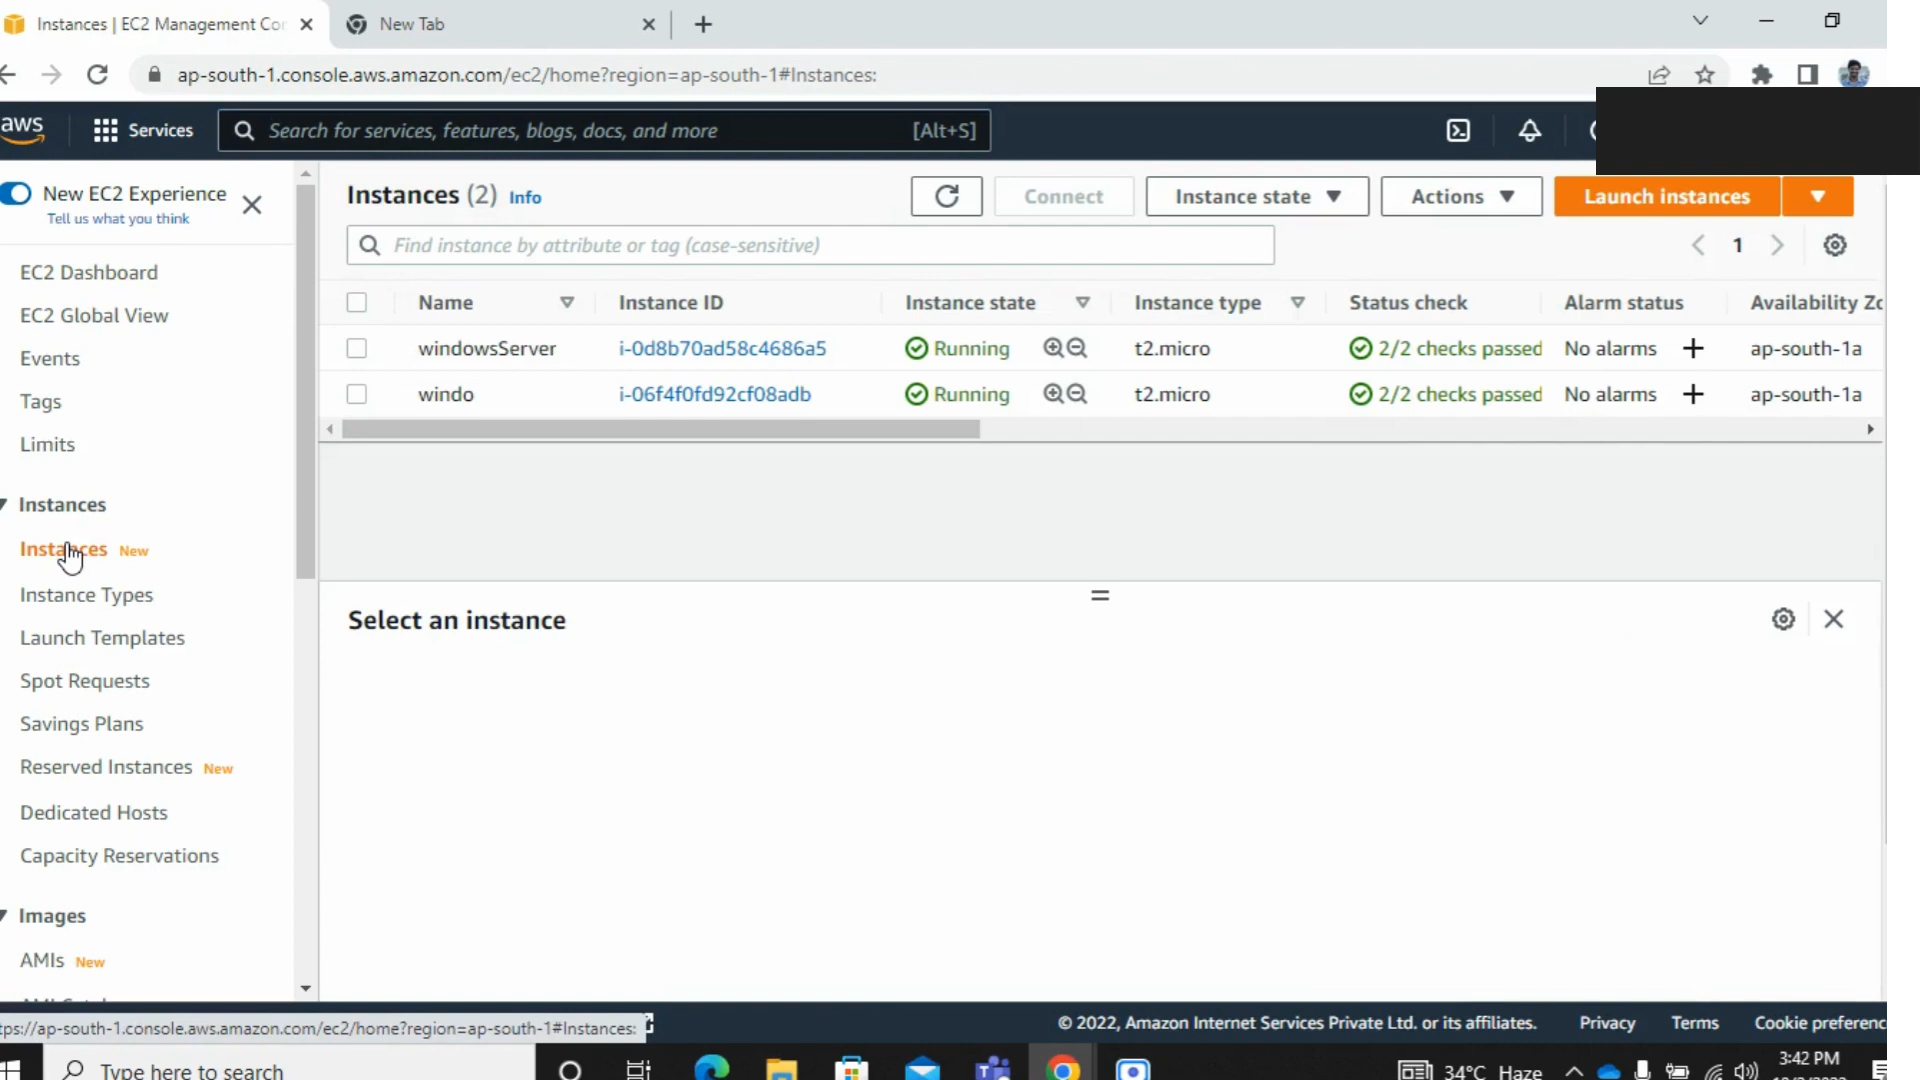 Instances | EC2 Management Co
New Tab
ap-south-1.console.aws.amazon.com/ec2/home?region=ap-south-1#Instances:
aws
Services
Search for services, features, blogs, docs, and more [Alt+S]
New EC2 Experience
Tell us what you think
EC2 Dashboard
EC2 Global View
Events
Tags
Limits
Instances
Instances New
Instance Types
Launch Templates
Spot Requests
Savings Plans
Reserved Instances New
Dedicated Hosts
Capacity Reservations
Images
AMIs New
Instances (2) Info
Connect
Instance state
Actions
Launch instances
Find instance by attribute or tag (case-sensitive)
1
Name Instance ID Instance state Instance type Status check Alarm status Availability Zo
windowsServer i-0d8b70ad58c4686a5 Running t2.micro 2/2 checks passed No alarms + ap-south-1a
windo i-06f4f0fd92cf08adb Running t2.micro 2/2 checks passed No alarms + ap-south-1a
Select an instance
tps://ap-south-1.console.aws.amazon.com/ec2/home?region=ap-south-1#Instances:
© 2022, Amazon Internet Services Private Ltd. or its affiliates. Privacy Terms Cookie preferenc
Type here to search
34°C Haze
3:42 PM